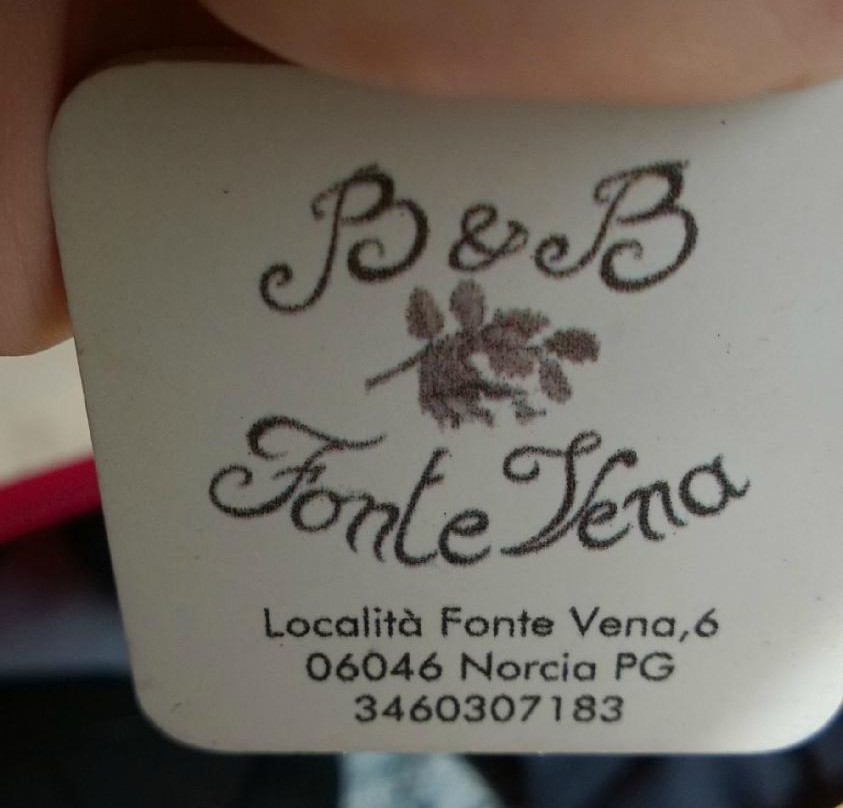 B & B
Fonte Vena
Località Fonte Vena,6
06046 Norcia PG
3460307183